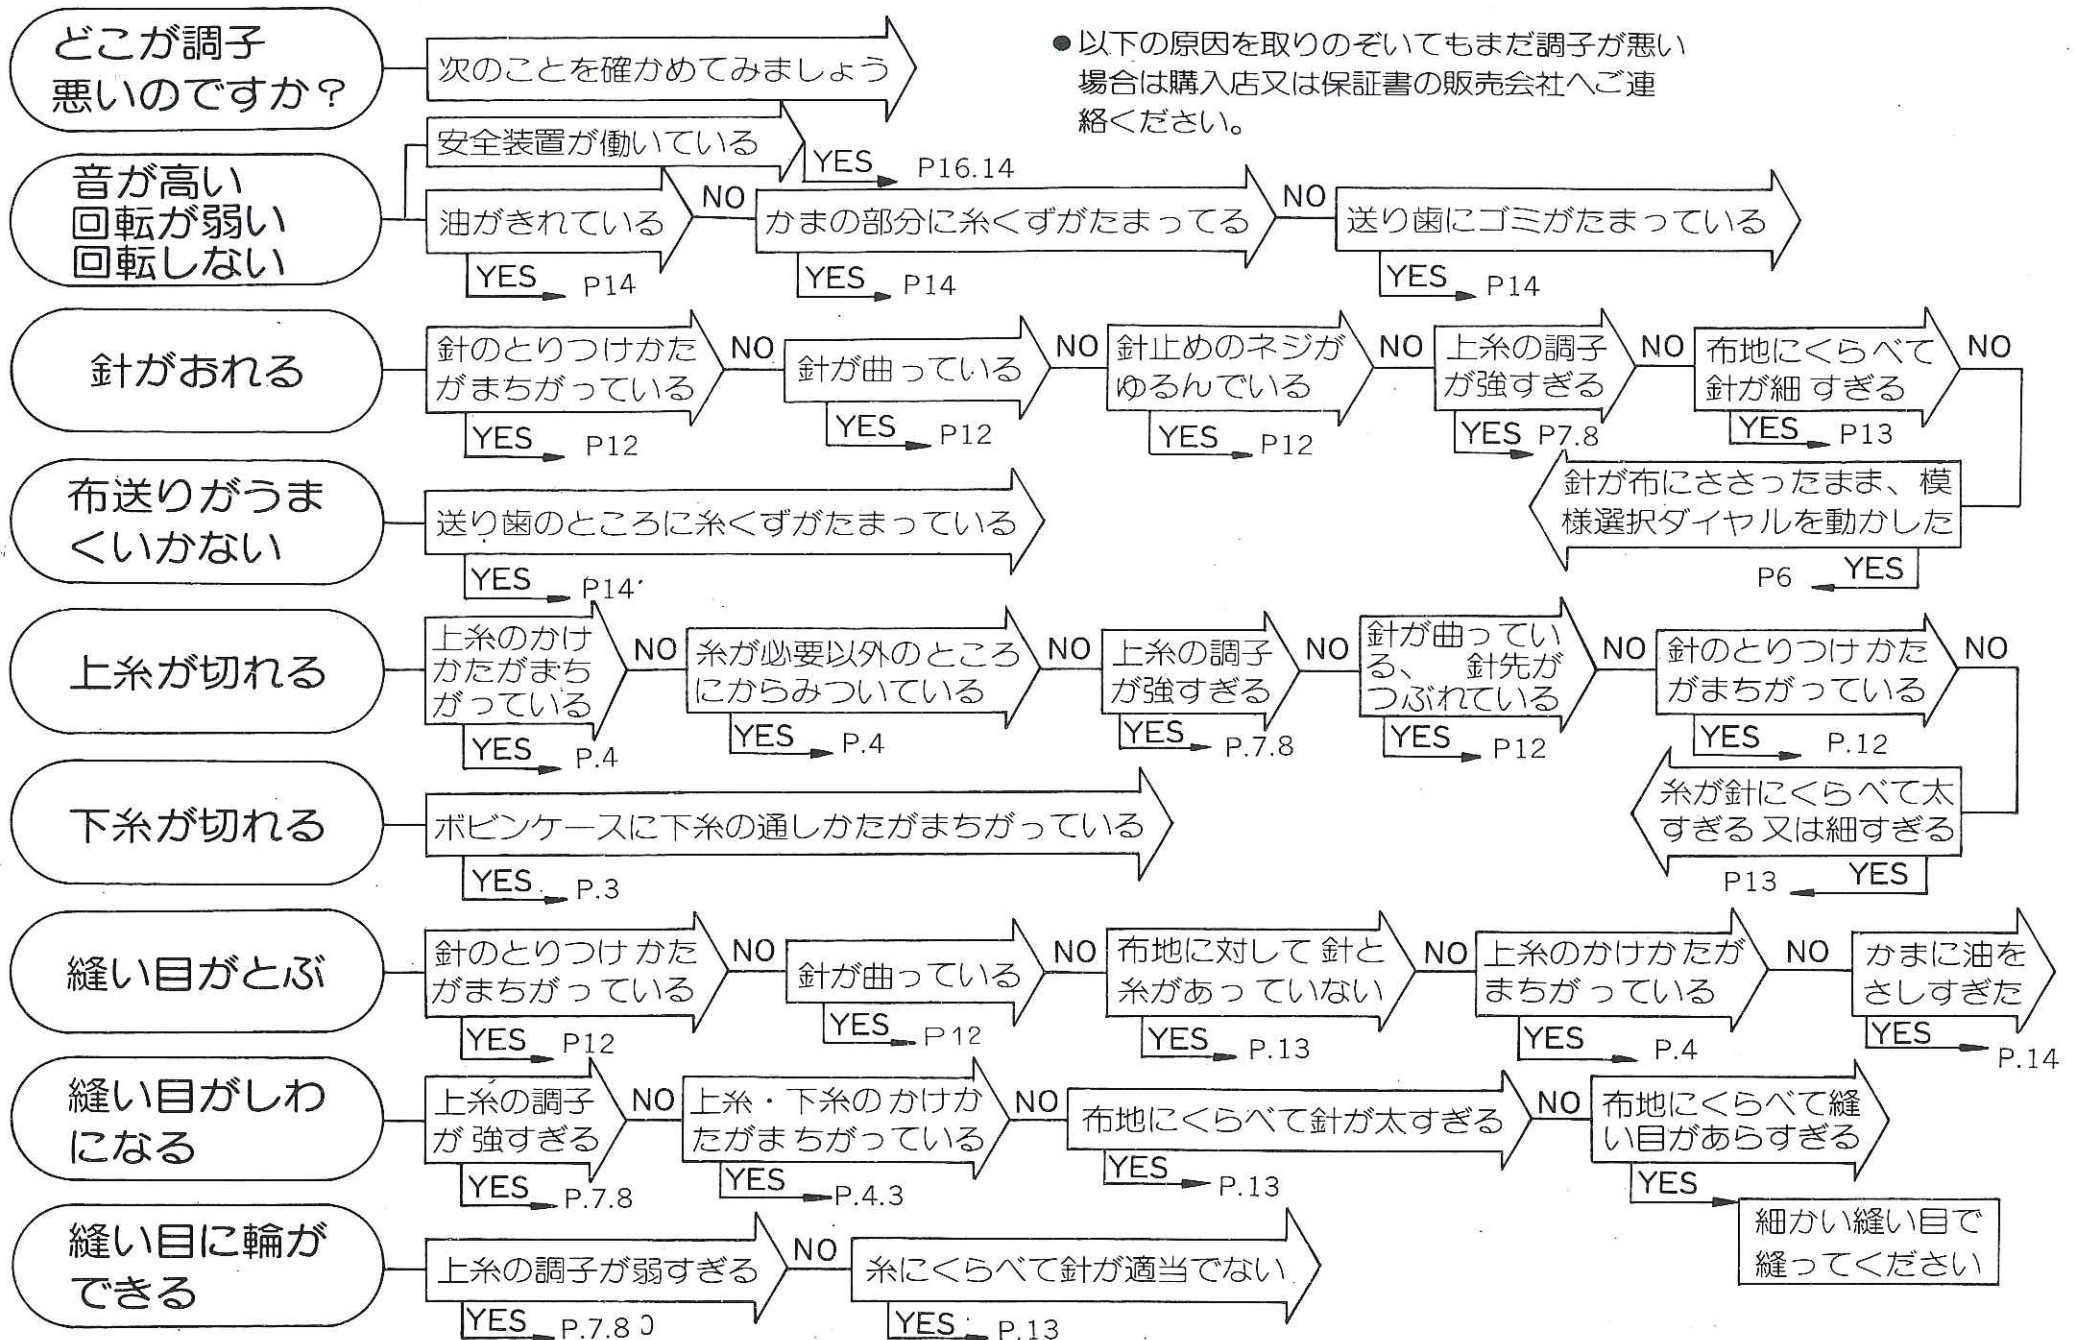 どこが調子
悪いのですか？
次のことを確かめてみましょう
●以下の原因を取りのぞいてもまだ調子が悪い
場合は購入店又は保証書の販売会社へご連
絡ください。
音が高い
回転が弱い
回転しない
安全装置が働いている
YES P16.14
油がきれている
YES P14
NO
かまの部分に糸くずがたまってる
YES P14
NO
送り歯にゴミがたまっている
YES P14
針がおれる
針のとりつけかた
がまちがっている
YES P12
NO
針が曲っている
YES P12
NO
針止めのネジが
ゆるんでいる
YES P12
NO
上糸の調子
が強すぎる
YES P7.8
NO
布地にくらべて
針が細すぎる
YES P13
NO
針が布にささったまま、模
様選択ダイヤルを動かした
YES P6
布送りがうま
くいかない
送り歯のところに糸くずがたまっている
YES P14
上糸が切れる
上糸のかけ
かたがまち
がっている
YES P.4
NO
糸が必要以外のところ
にからみついている
YES P.4
NO
上糸の調子
が強すぎる
YES P.7.8
NO
針が曲ってい
る、 針先が
つぶれている
YES P12
NO
針のとりつけかた
がまちがっている
YES P.12
NO
糸が針にくらべて太
すぎる又は細すぎる
YES P13
下糸が切れる
ボビンケースに下糸の通しかたがまちがっている
YES P.3
縫い目がとぶ
針のとりつけかた
がまちがっている
YES P12
NO
針が曲っている
YES P12
NO
布地に対して針と
糸があっていない
YES P.13
NO
上糸のかけかたが
まちがっている
YES P.4
NO
かまに油を
さしすぎた
YES P.14
縫い目がしわ
になる
上糸の調子
が強すぎる
YES P.7.8
NO
上糸・下糸のかけか
たがまちがっている
YES P.4.3
NO
布地にくらべて針が太すぎる
YES P.13
NO
布地にくらべて縫
い目があらすぎる
YES
細かい縫い目で
縫ってください
縫い目に輪が
できる
上糸の調子が弱すぎる
YES P.7.8
NO
糸にくらべて針が適当でない
YES P.13